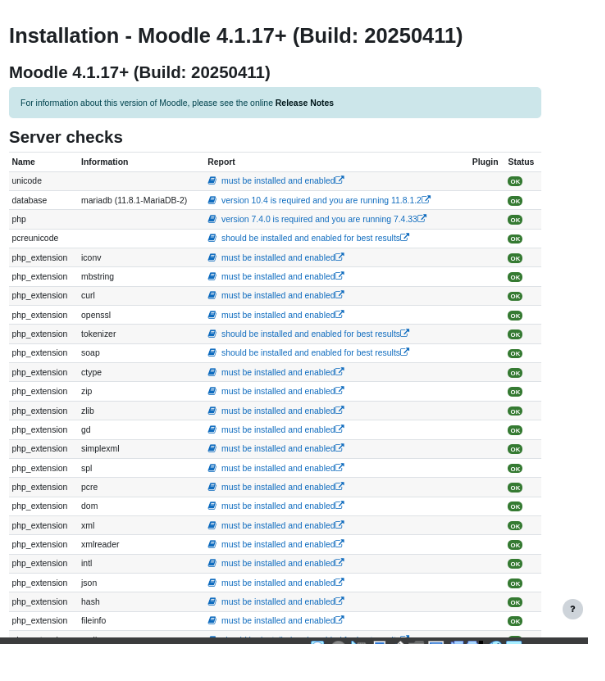 Installation - Moodle 4.1.17+ (Build: 20250411)
Moodle 4.1.17+ (Build: 20250411)
For information about this version of Moodle, please see the online Release Notes
Server checks
Name Information Report Plugin Status
unicode must be installed and enabled OK
database mariadb (11.8.1-MariaDB-2) version 10.4 is required and you are running 11.8.1.2 OK
php version 7.4.0 is required and you are running 7.4.33 OK
pcreunicode should be installed and enabled for best results OK
php_extension iconv must be installed and enabled OK
php_extension mbstring must be installed and enabled OK
php_extension curl must be installed and enabled OK
php_extension openssl must be installed and enabled OK
php_extension tokenizer should be installed and enabled for best results OK
php_extension soap should be installed and enabled for best results OK
php_extension ctype must be installed and enabled OK
php_extension zip must be installed and enabled OK
php_extension zlib must be installed and enabled OK
php_extension gd must be installed and enabled OK
php_extension simplexml must be installed and enabled OK
php_extension spl must be installed and enabled OK
php_extension pcre must be installed and enabled OK
php_extension dom must be installed and enabled OK
php_extension xml must be installed and enabled OK
php_extension xmlreader must be installed and enabled OK
php_extension intl must be installed and enabled OK
php_extension json must be installed and enabled OK
php_extension hash must be installed and enabled OK
php_extension fileinfo must be installed and enabled OK
?